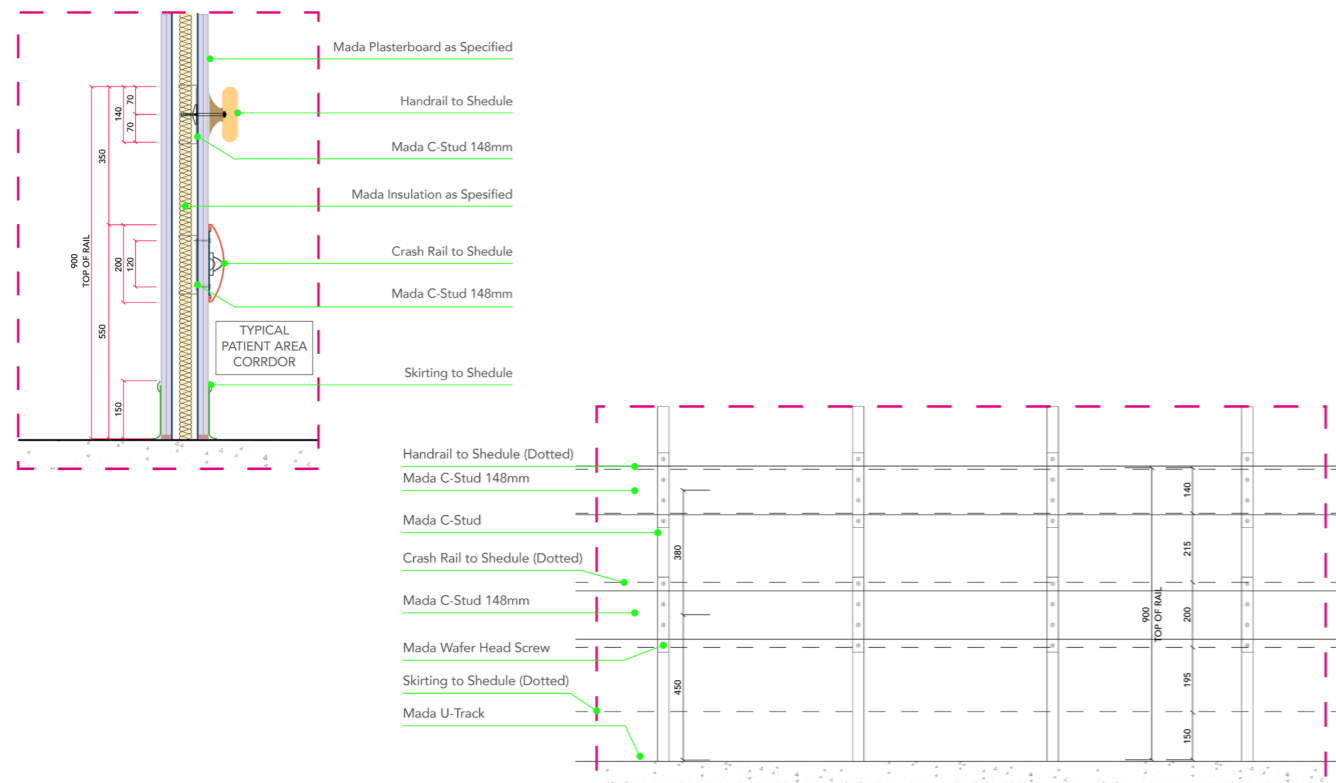 Mada Plasterboard as Specified
Handrail to Shedule
Mada C-Stud 148mm
Mada Insulation as Spesified
Crash Rail to Shedule
Mada C-Stud 148mm
Skirting to Shedule
70
140
70
350
900
TOP OF RAIL
200
120
550
150
TYPICAL
PATIENT AREA
CORRDOR
Handrail to Shedule (Dotted)
Mada C-Stud 148mm
Mada C-Stud
Crash Rail to Shedule (Dotted)
Mada C-Stud 148mm
Mada Wafer Head Screw
Skirting to Shedule (Dotted)
Mada U-Track
380
450
900
TOP OF RAIL
140
215
200
195
150